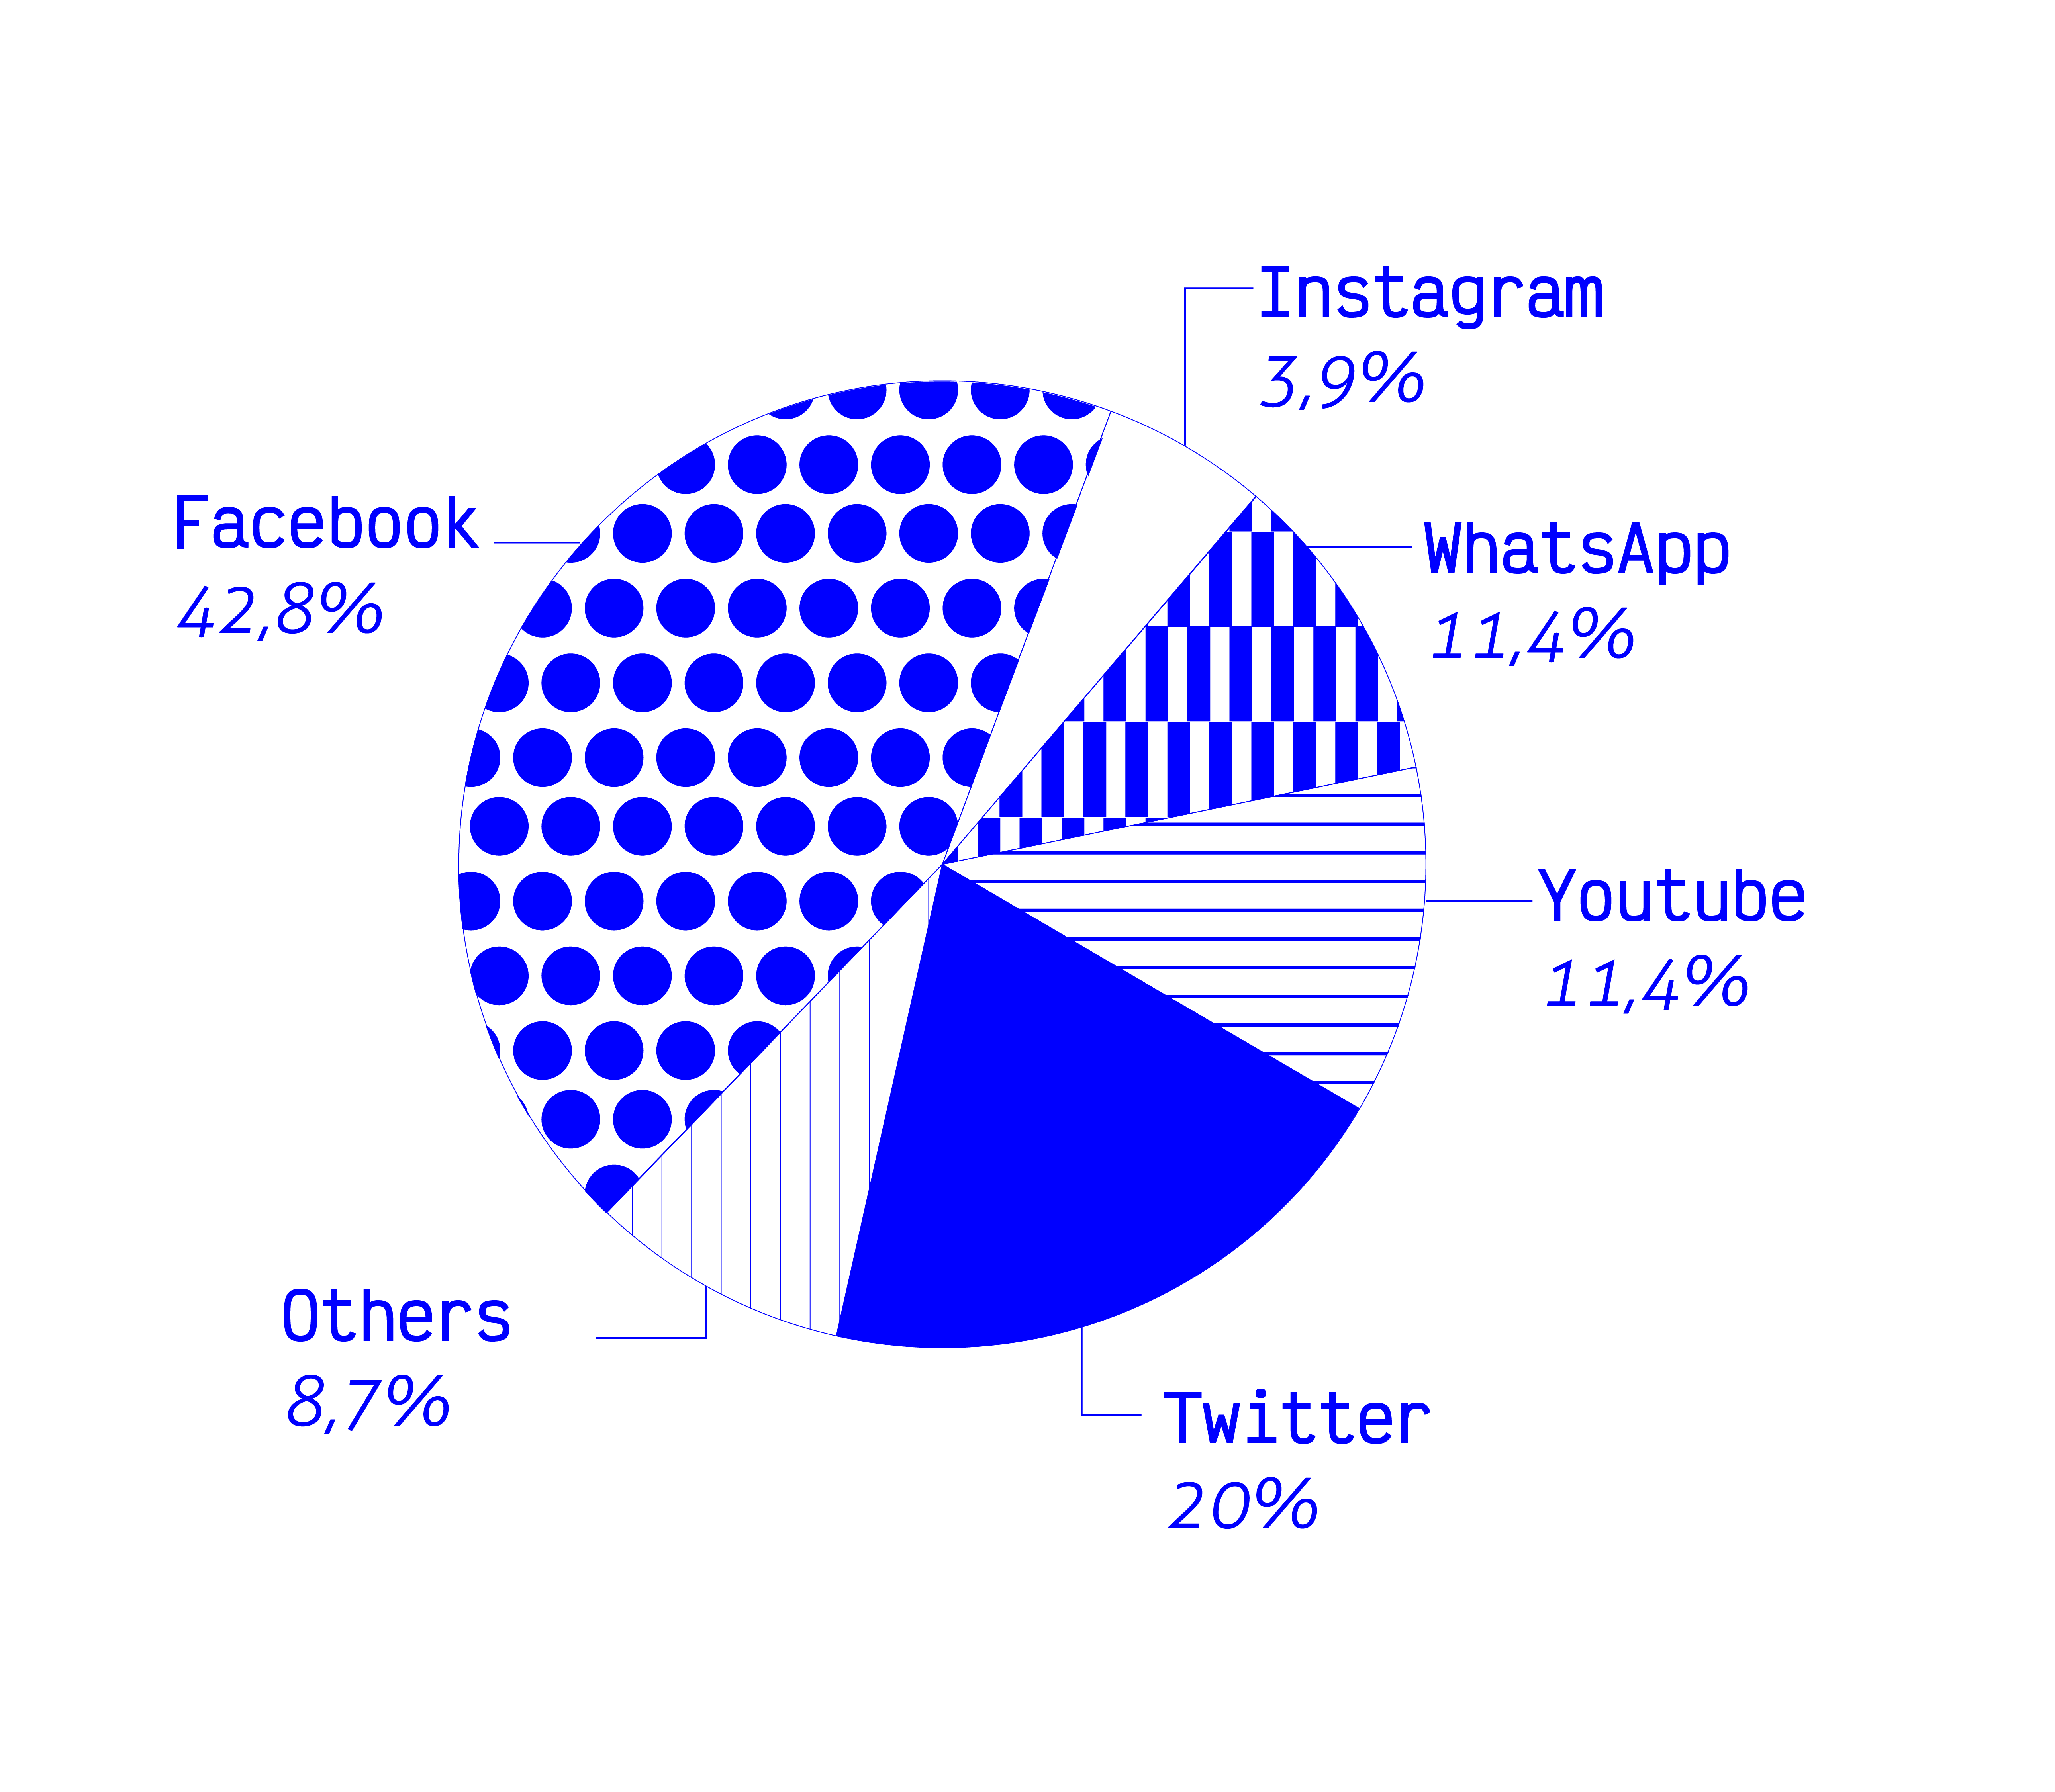 Instagram
3,9%
Facebook
42,8%
WhatsApp
11,4%
Youtube
11,4%
Others
8,7%
Twitter
20%